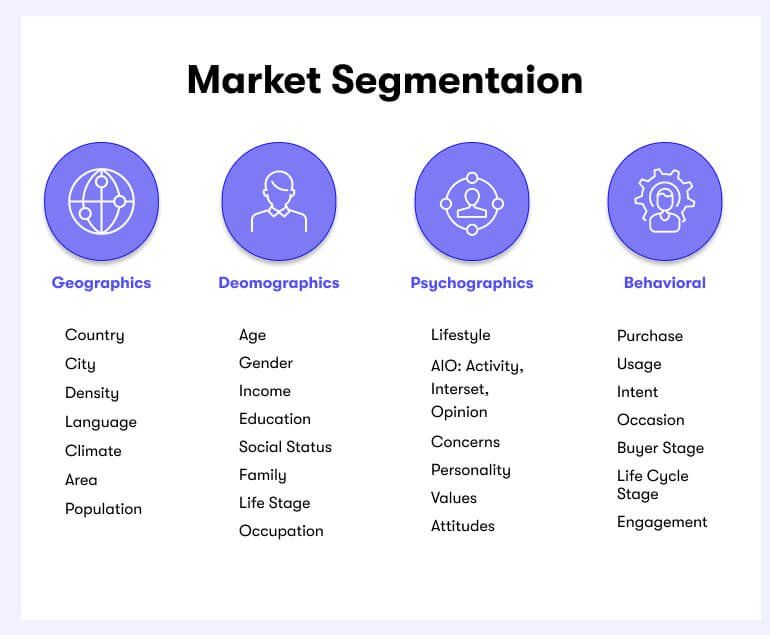 Market Segmentaion
Geographics
Country
City
Density
Language
Climate
Area
Population
Deomographics
Age
Gender
Income
Education
Social Status
Family
Life Stage
Occupation
Psychographics
Lifestyle
AIO: Activity,
Interset,
Opinion
Concerns
Personality
Values
Attitudes
Behavioral
Purchase
Usage
Intent
Occasion
Buyer Stage
Life Cycle
Stage
Engagement